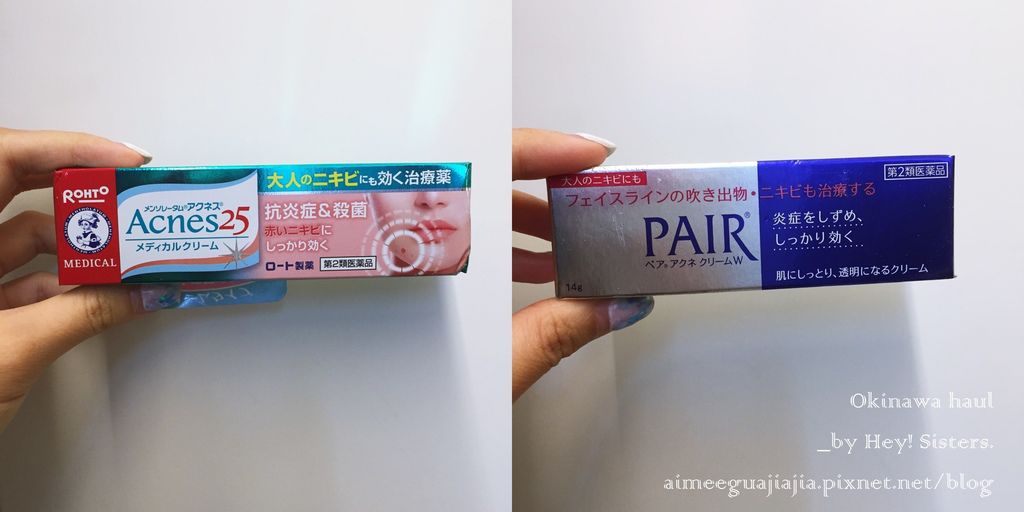 ROHTO
MEDICAL
メンソレータム®アクネス®
Acnes25
メディカルクリーム
大人のニキビにも効く治療薬
抗炎症&殺菌
赤いニキビに
しっかり効く
ロート製薬 第2類医薬品
大人のニキビにも
フェイスラインの吹き出物・ニキビも治療する
PAIR®
ペア®アクネ クリームW
14g
第2類医薬品
炎症をしずめ、
しっかり効く
肌にしっとり、透明になるクリーム
Okinawa haul
_by Hey! Sisters.
aimeeguajiajia.pixnet.net/blog